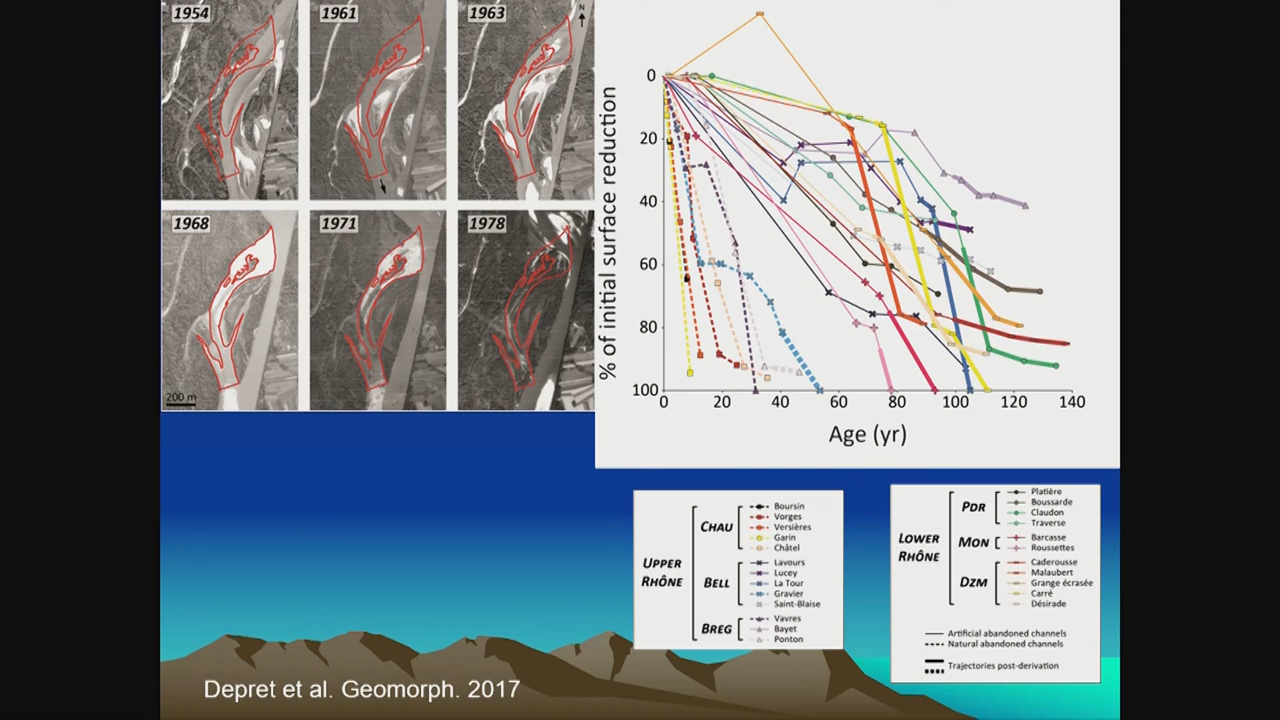 1954
1961
1963
N
1968
1971
1978
200 m
% of initial surface reduction
0
20
40
60
80
100
0 20 40 60 80 100 120 140
Age (yr)
UPPER RHÔNE
CHAU
Boursin
Vorges
Versières
Garin
Châtel
BELL
Lavours
Lucey
La Tour
Gravier
Saint-Blaise
BREG
Vavres
Bayet
Ponton
LOWER RHÔNE
PDR
Platière
Boussarde
Claudon
Traverse
MON
Barcasse
Roussettes
DZM
Caderousse
Malaubert
Grange écrasée
Carré
Désirade
Artificial abandoned channels
Natural abandoned channels
Trajectories post-derivation
Depret et al. Geomorph. 2017